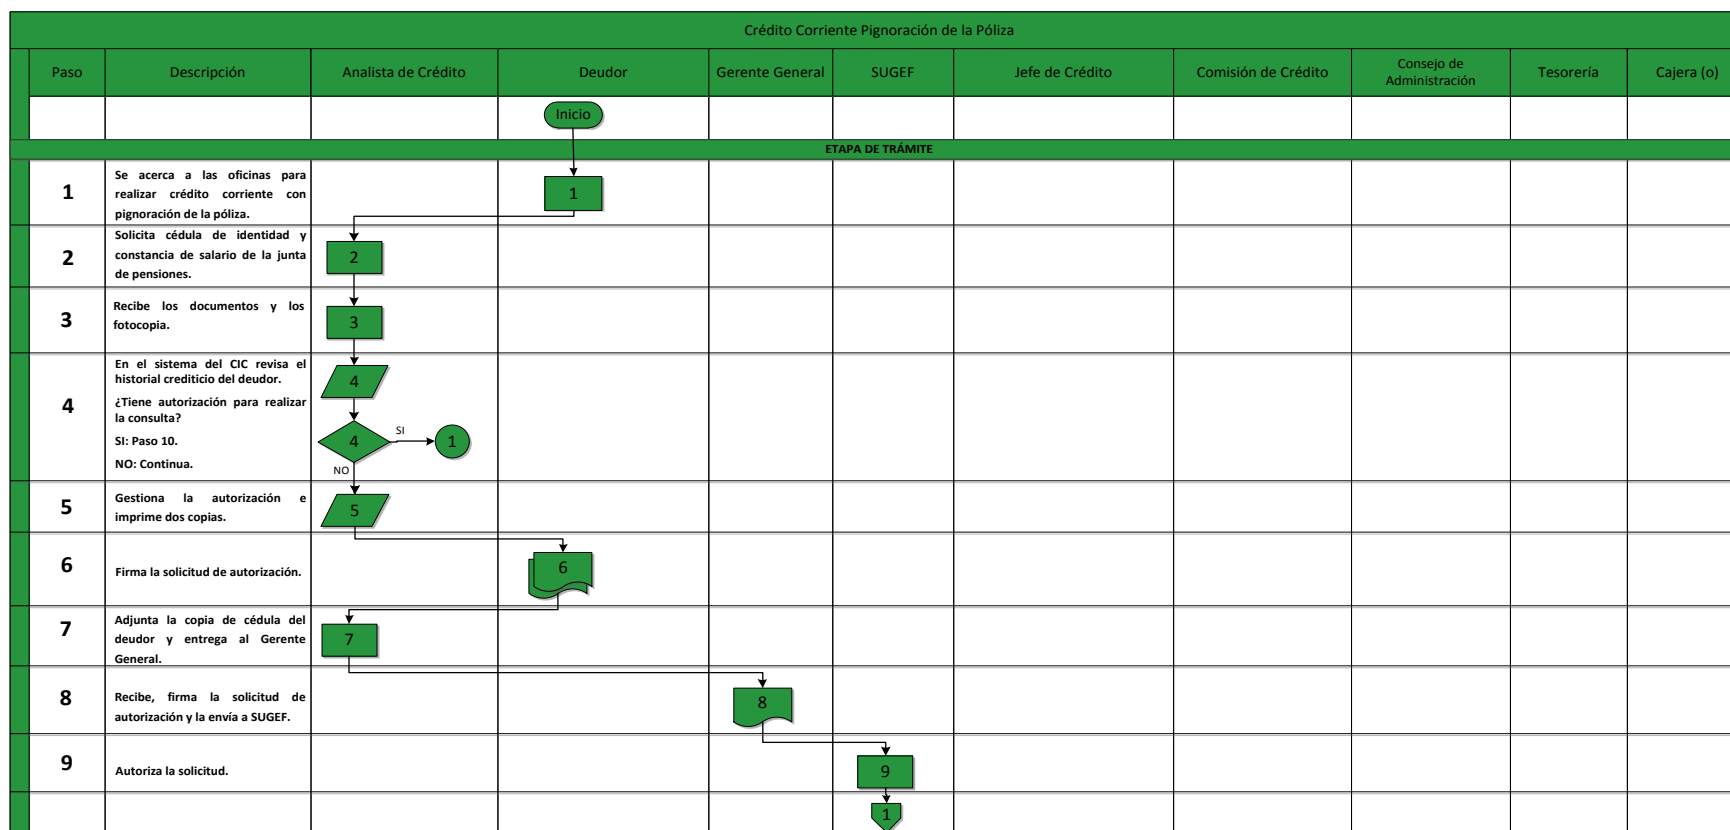 Crédito Corriente Pignoración de la Póliza
Paso
Descripción
Analista de Crédito
Deudor
Gerente General
SUGEF
Jefe de Crédito
Comisión de Crédito
Consejo de
Administración
Tesorería
Cajera (o)
Inicio
ETAPA DE TRÁMITE
1
Se acerca a las oficinas para
realizar crédito corriente con
pignoración de la póliza.
1
2
Solicita cédula de identidad y
constancia de salario de la junta
de pensiones.
2
3
Recibe los documentos y los
fotocopia.
3
4
En el sistema del CIC revisa el
historial crediticio del deudor.
¿Tiene autorización para realizar
la consulta?
SI: Paso 10.
NO: Continua.
4
4
SI
1
NO
5
Gestiona la autorización e
imprime dos copias.
5
6
Firma la solicitud de autorización.
6
7
Adjunta la copia de cédula del
deudor y entrega al Gerente
General.
7
8
Recibe, firma la solicitud de
autorización y la envía a SUGEF.
8
9
Autoriza la solicitud.
9
1